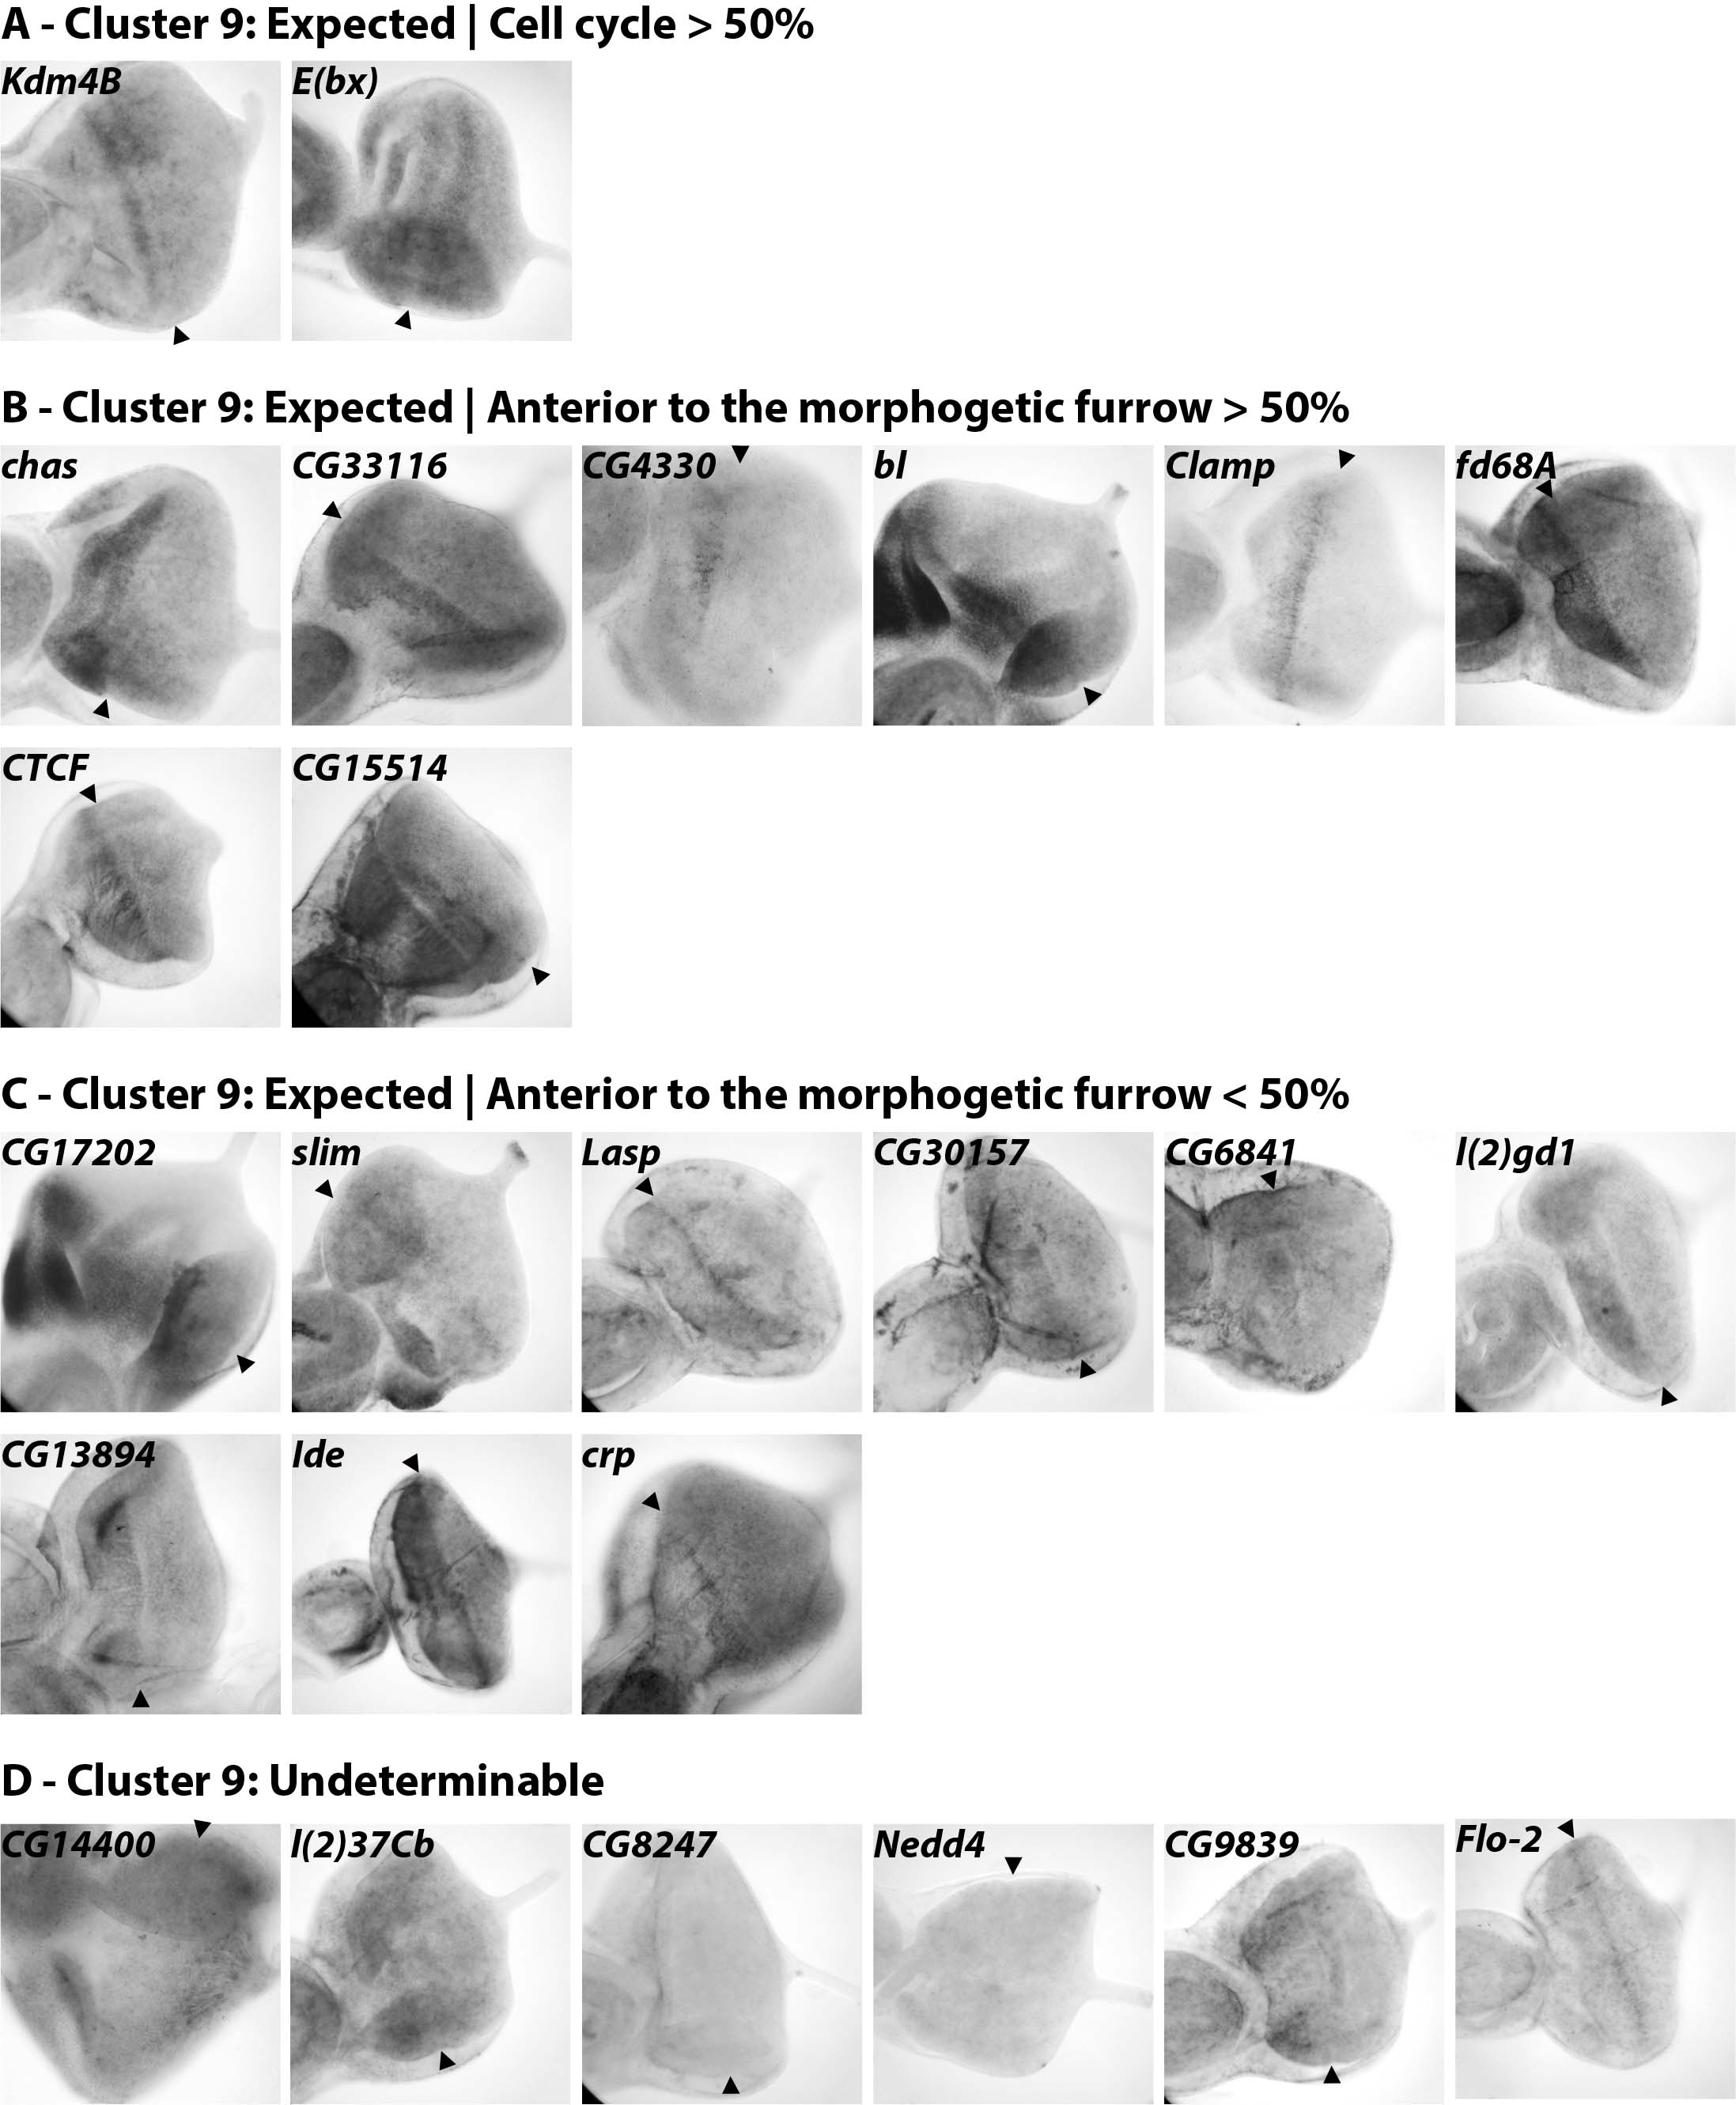 A - Cluster 9: Expected | Cell cycle > 50%
Kdm4B E(bx)
B - Cluster 9: Expected | Anterior to the morphogetic furrow > 50%
chas CG33116 CG4330 bl Clamp fd68A
CTCF CG15514
C - Cluster 9: Expected | Anterior to the morphogetic furrow < 50%
CG17202 slim Lasp CG30157 CG6841 l(2)gd1
CG13894 Ide crp
D - Cluster 9: Undeterminable
CG14400 l(2)37Cb CG8247 Nedd4 CG9839 Flo-2